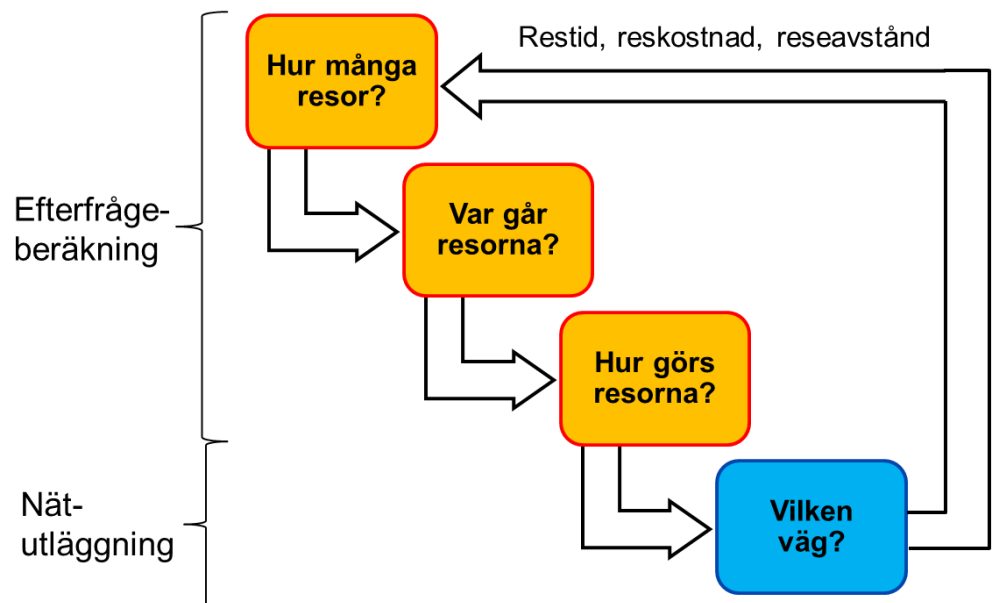 Restid, reskostnad, reseavstånd
Hur många
resor?
Efterfråge-
beräkning
Var går
resorna?
Hur görs
resorna?
Nät-
utläggning
Vilken
väg?